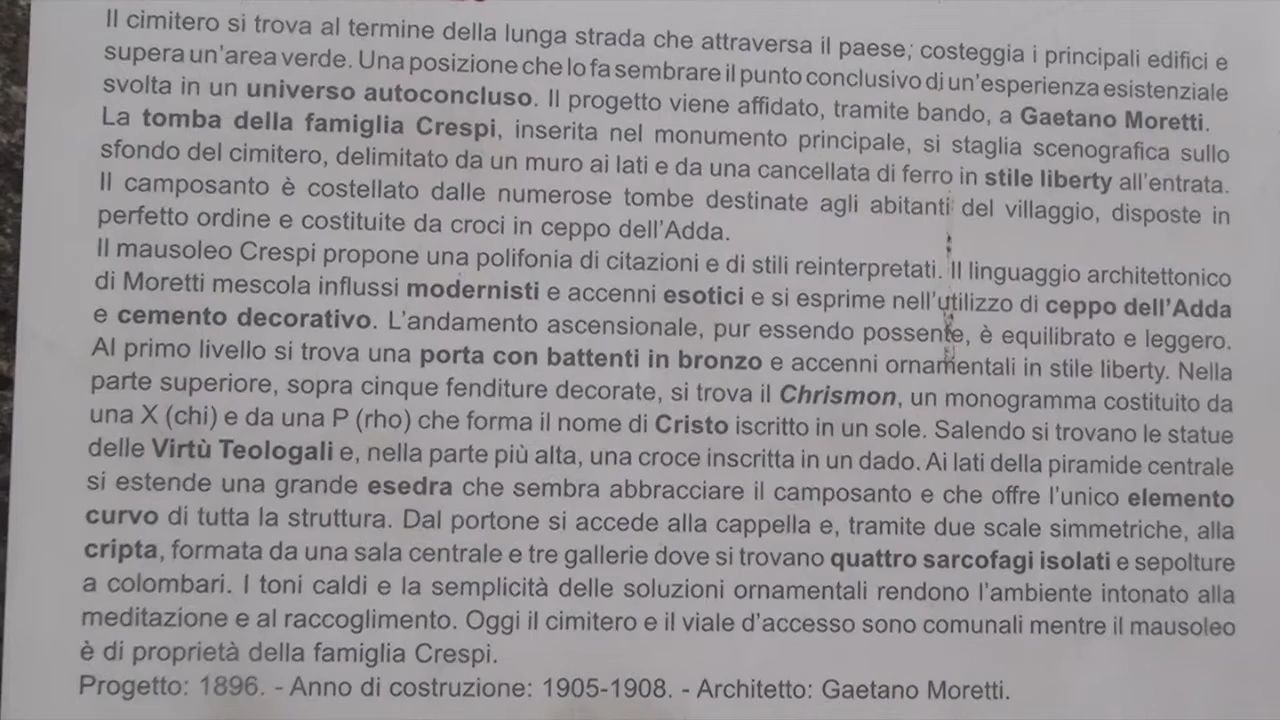 Il cimitero si trova al termine della lunga strada che attraversa il paese; costeggia i principali edifici e
supera un'area verde. Una posizione che lo fa sembrare il punto conclusivo di un'esperienza esistenziale
svolta in un universo autoconcluso. Il progetto viene affidato, tramite bando, a Gaetano Moretti.
La tomba della famiglia Crespi, inserita nel monumento principale, si staglia scenografica sullo
sfondo del cimitero, delimitato da un muro ai lati e da una cancellata di ferro in stile liberty all'entrata.
Il camposanto è costellato dalle numerose tombe destinate agli abitanti del villaggio, disposte in
perfetto ordine e costituite da croci in ceppo dell'Adda.
Il mausoleo Crespi propone una polifonia di citazioni e di stili reinterpretati. Il linguaggio architettonico
di Moretti mescola influssi modernisti e accenni esotici e si esprime nell'utilizzo di ceppo dell'Adda
e cemento decorativo. L'andamento ascensionale, pur essendo possente, è equilibrato e leggero.
Al primo livello si trova una porta con battenti in bronzo e accenni ornamentali in stile liberty. Nella
parte superiore, sopra cinque fenditure decorate, si trova il Chrismon, un monogramma costituito da
una X (chi) e da una P (rho) che forma il nome di Cristo iscritto in un sole. Salendo si trovano le statue
delle Virtù Teologali e, nella parte più alta, una croce inscritta in un dado. Ai lati della piramide centrale
si estende una grande esedra che sembra abbracciare il camposanto e che offre l'unico elemento
curvo di tutta la struttura. Dal portone si accede alla cappella e, tramite due scale simmetriche, alla
cripta, formata da una sala centrale e tre gallerie dove si trovano quattro sarcofagi isolati e sepolture
a colombari. I toni caldi e la semplicità delle soluzioni ornamentali rendono l'ambiente intonato alla
meditazione e al raccoglimento. Oggi il cimitero e il viale d'accesso sono comunali mentre il mausoleo
è di proprietà della famiglia Crespi.
Progetto: 1896. - Anno di costruzione: 1905-1908. - Architetto: Gaetano Moretti.